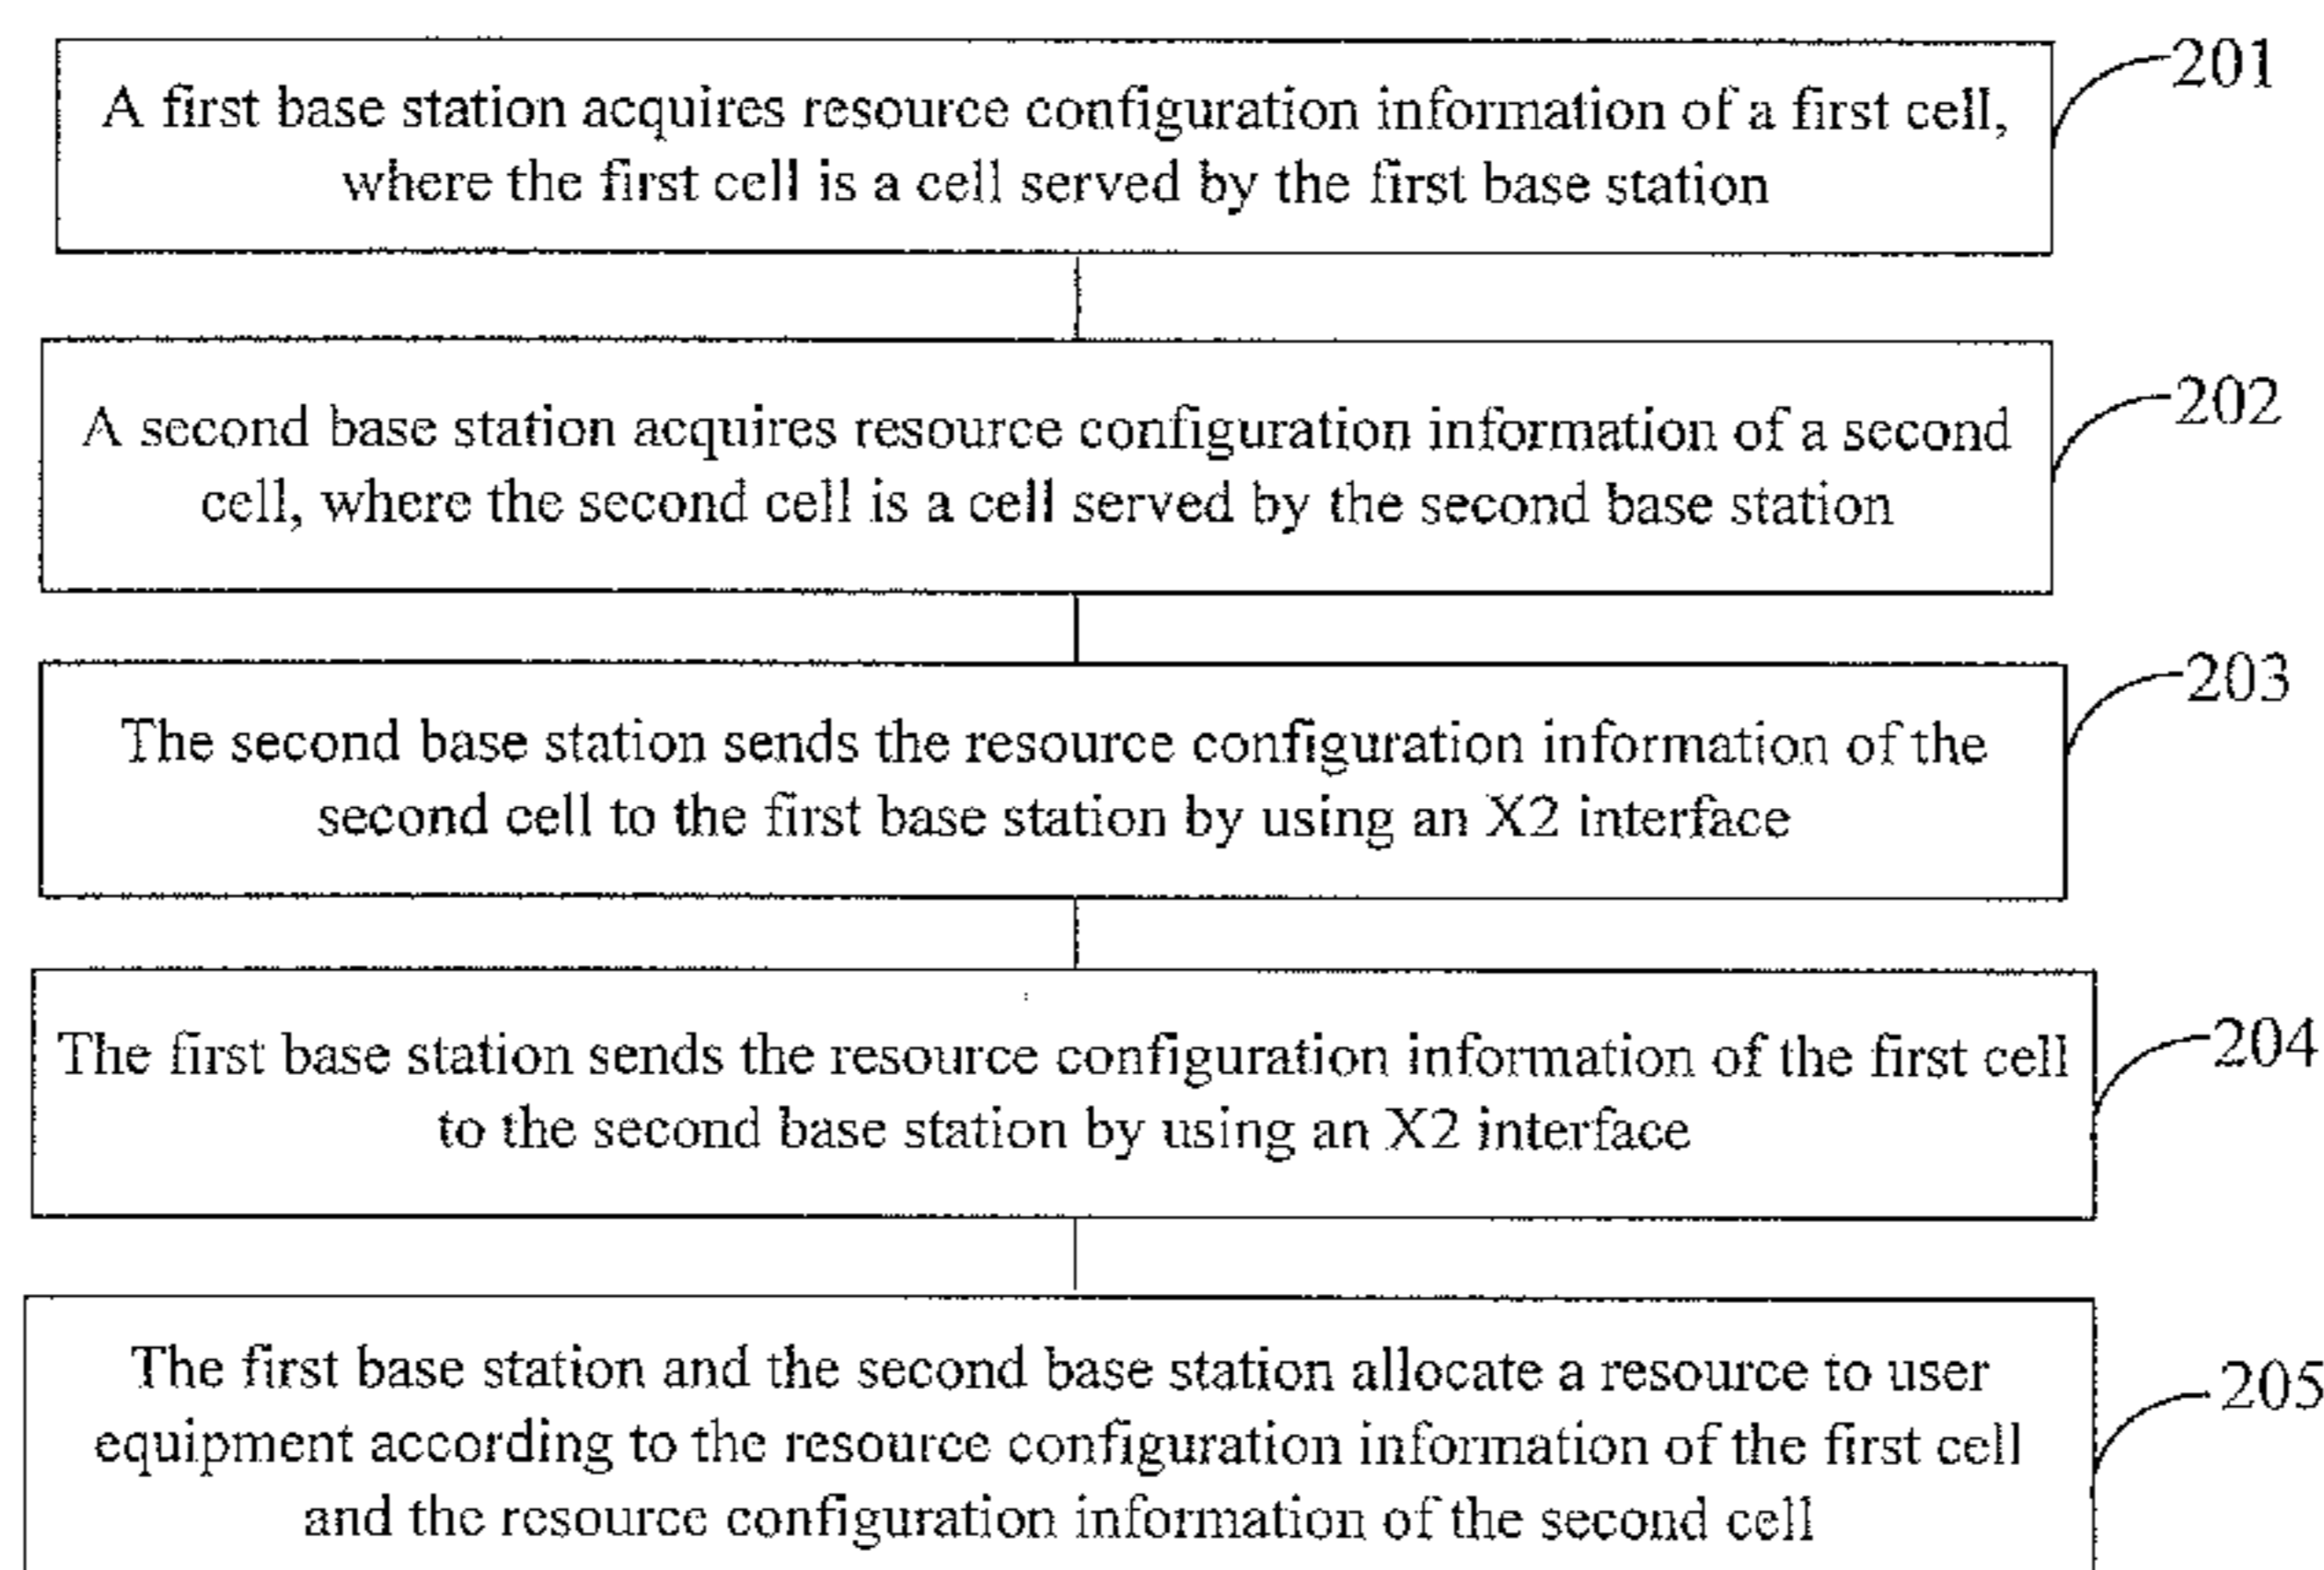 A first base station acquires resource configuration information of a first cell,
where the first cell is a cell served by the first base station
201
A second base station acquires resource configuration information of a second
cell, where the second cell is a cell served by the second base station
202
The second base station sends the resource configuration information of the
second cell to the first base station by using an X2 interface
203
The first base station sends the resource configuration information of the first cell
to the second base station by using an X2 interface
204
The first base station and the second base station allocate a resource to user
equipment according to the resource configuration information of the first cell
and the resource configuration information of the second cell
205